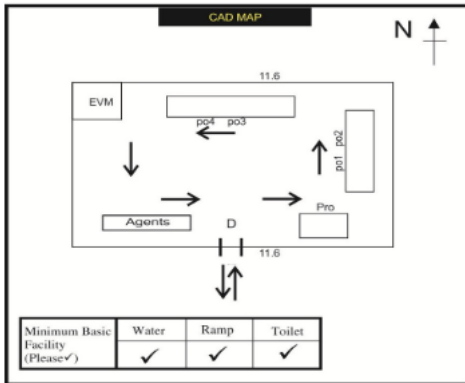 CAD MAP
N
11.6
EVM
po4 po3
po1 po2
Agents
D
Pro
11.6
Minimum Basic Facility (Please✓) Water Ramp Toilet
✓ ✓ ✓